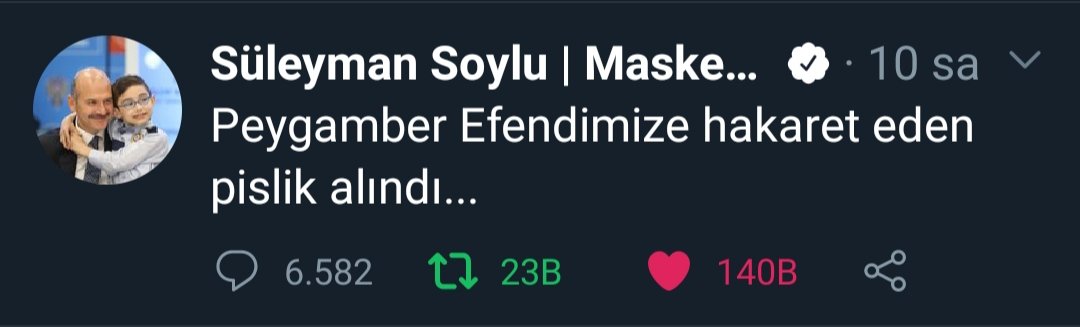 Süleyman Soylu | Maske... · 10 sa
Peygamber Efendimize hakaret eden
pislik alındı...
6.582 23B 140B